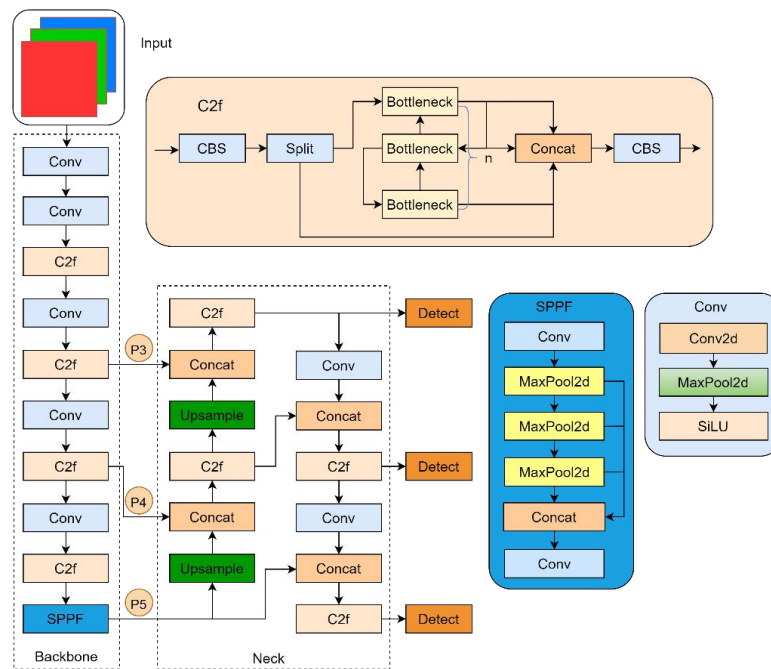 Input
C2f
Bottleneck
CBS
Split
Bottleneck
n
Concat
CBS
Bottleneck
Conv
Conv
C2f
Conv
C2f
Conv
C2f
Conv
C2f
SPPF
Backbone
P3
P4
P5
C2f
Concat
Upsample
C2f
Concat
Upsample
Neck
Conv
Concat
C2f
Conv
Concat
C2f
Detect
Detect
Detect
SPPF
Conv
MaxPool2d
MaxPool2d
MaxPool2d
Concat
Conv
Conv
Conv2d
MaxPool2d
SiLU